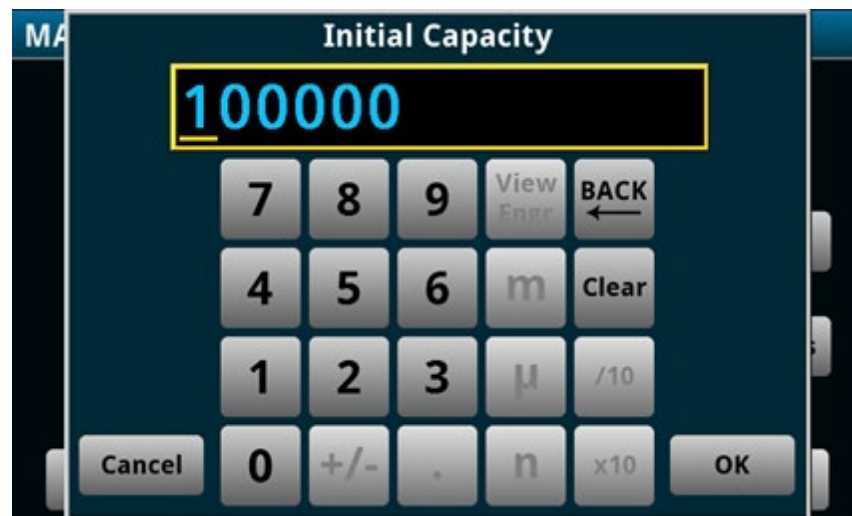 MA
Initial Capacity
100000
7 8 9 View Engr BACK
4 5 6 m Clear
1 2 3 µ /10
Cancel 0 +/- . n x10 OK
s